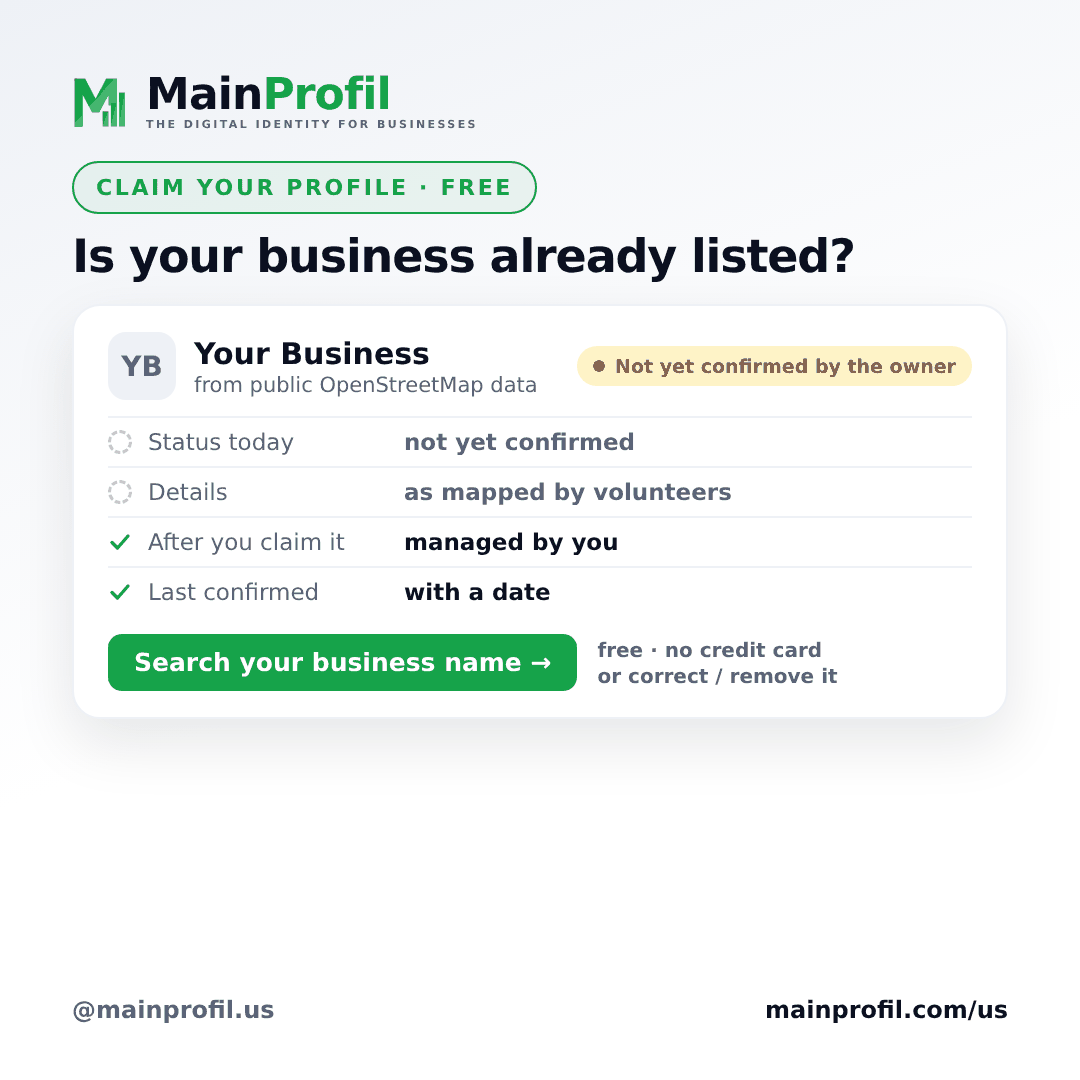 MainProfil
THE DIGITAL IDENTITY FOR BUSINESSES
CLAIM YOUR PROFILE · FREE
Is your business already listed?
YB
Your Business
from public OpenStreetMap data
Not yet confirmed by the owner
Status today not yet confirmed
Details as mapped by volunteers
After you claim it managed by you
Last confirmed with a date
Search your business name →
free · no credit card
or correct / remove it
@mainprofil.us
mainprofil.com/us